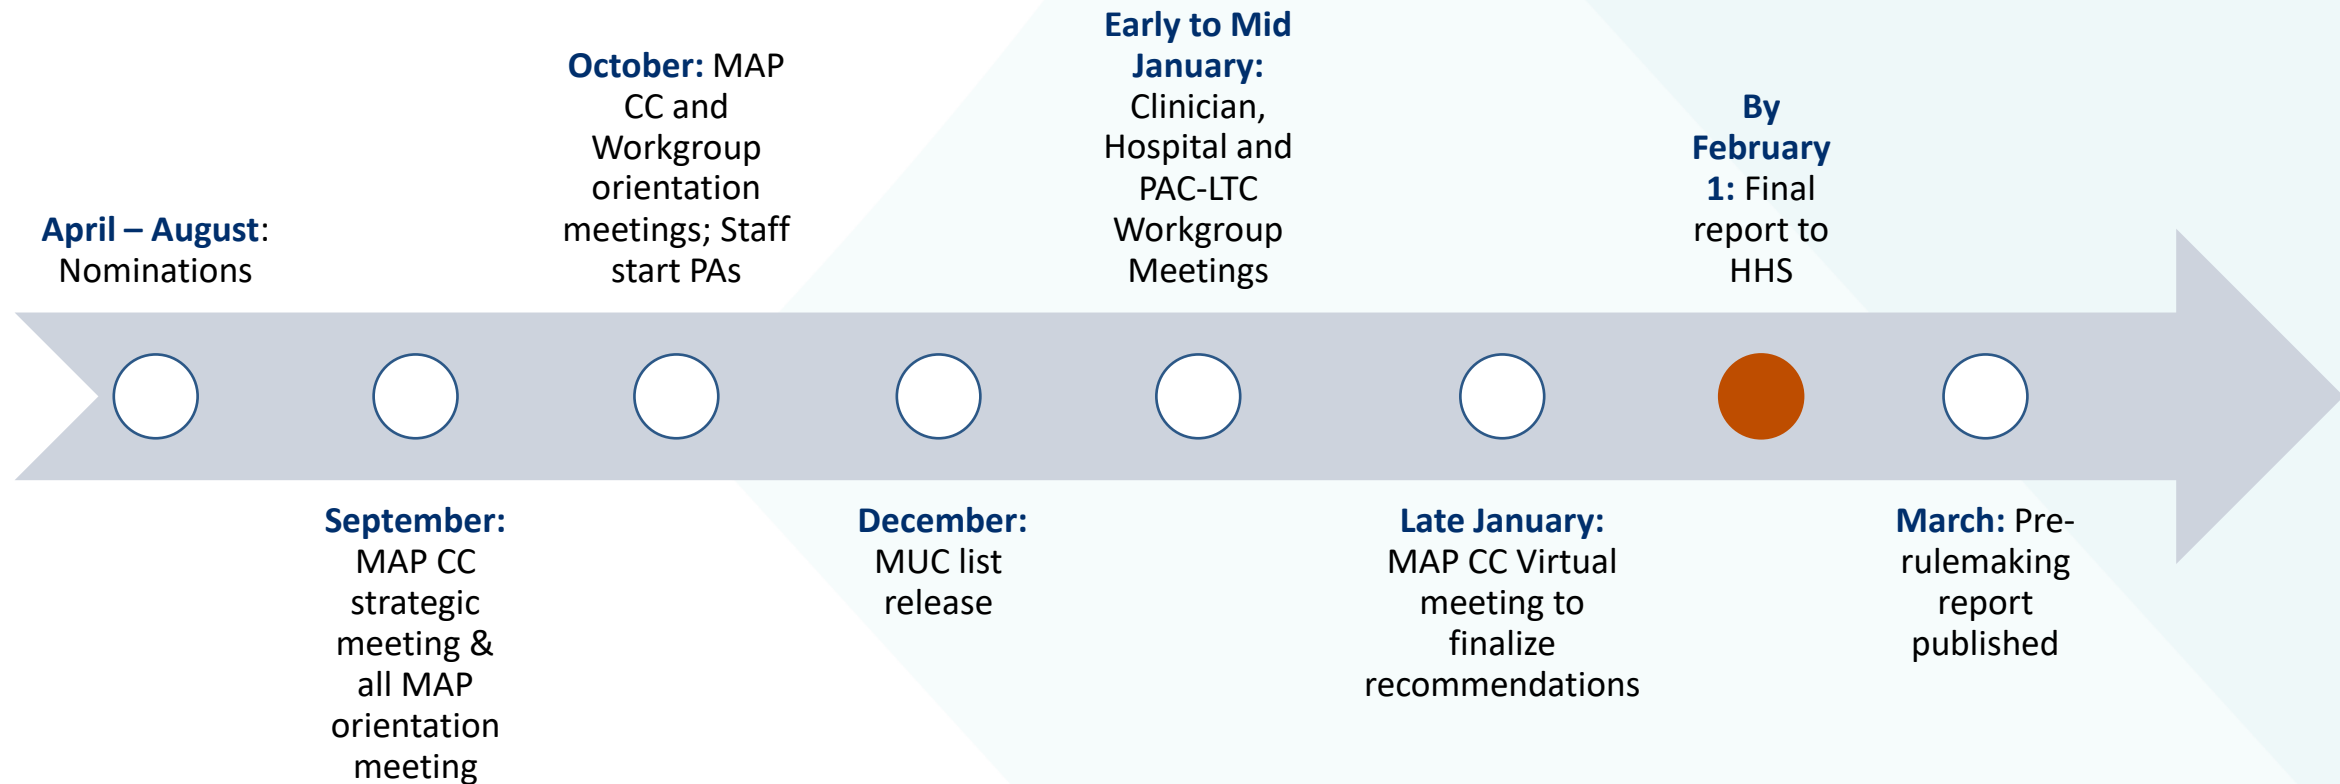 April – August:
Nominations
September:
MAP CC
strategic
meeting &
all MAP
orientation
meeting
October: MAP
CC and
Workgroup
orientation
meetings; Staff
start PAs
December:
MUC list
release
Early to Mid
January:
Clinician,
Hospital and
PAC-LTC
Workgroup
Meetings
Late January:
MAP CC Virtual
meeting to
finalize
recommendations
By
February
1: Final
report to
HHS
March: Pre-
rulemaking
report
published